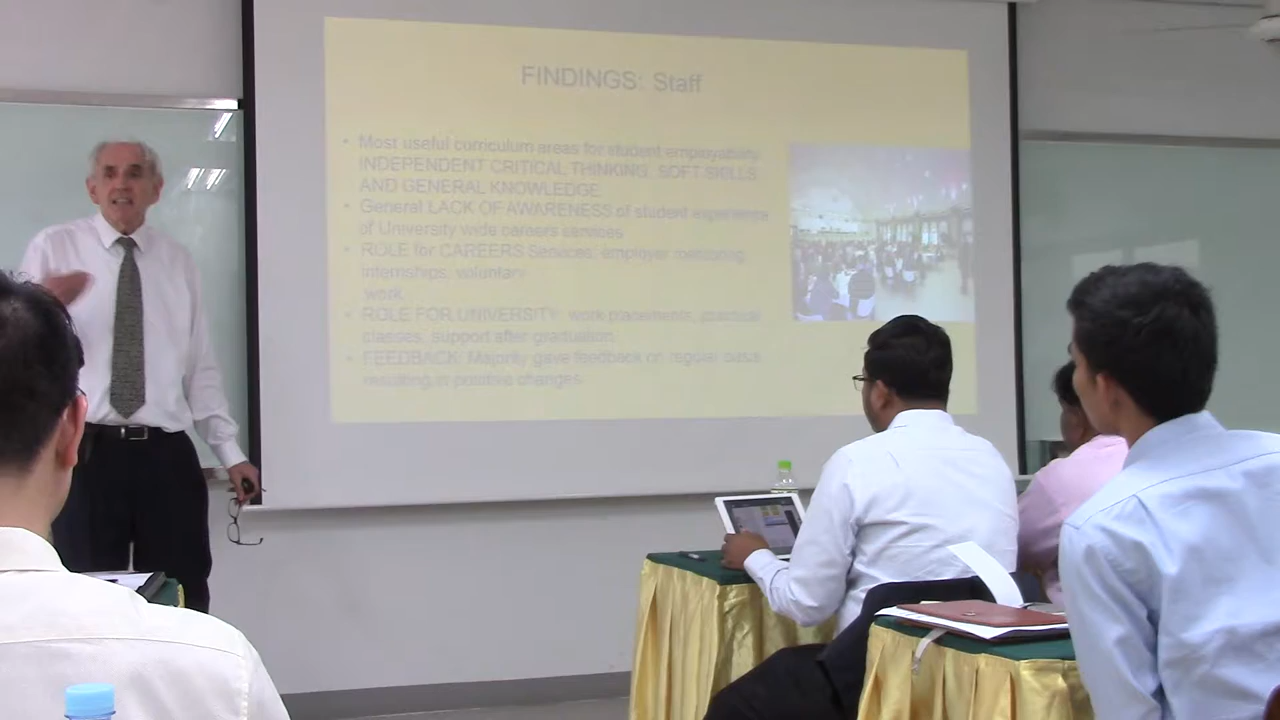 FINDINGS: Staff
• Most useful curriculum areas for student employability:
INDEPENDENT CRITICAL THINKING, SOFT SKILLS
AND GENERAL KNOWLEDGE
• General LACK OF AWARENESS of student experience
of University wide careers services
• ROLE for CAREERS Services: employer mentoring,
internships, voluntary
work
• ROLE FOR UNIVERSITY: work placements, practical
classes, support after graduation
• FEEDBACK: Majority gave feedback on regular basis
resulting in positive changes